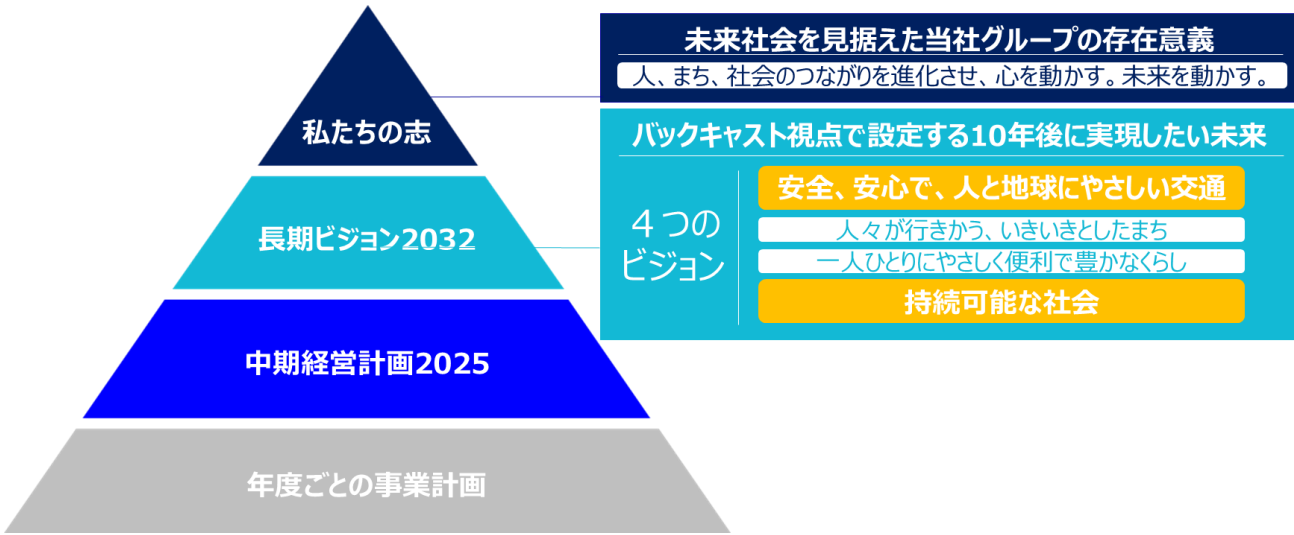 私たちの志
長期ビジョン2032
中期経営計画2025
年度ごとの事業計画
未来社会を見据えた当社グループの存在意義
人、まち、社会のつながりを進化させ、心を動かす。未来を動かす。
バックキャスト視点で設定する10年後に実現したい未来
４つの
ビジョン
安全、安心で、人と地球にやさしい交通
人々が行きかう、いきいきとしたまち
一人ひとりにやさしく便利で豊かなくらし
持続可能な社会